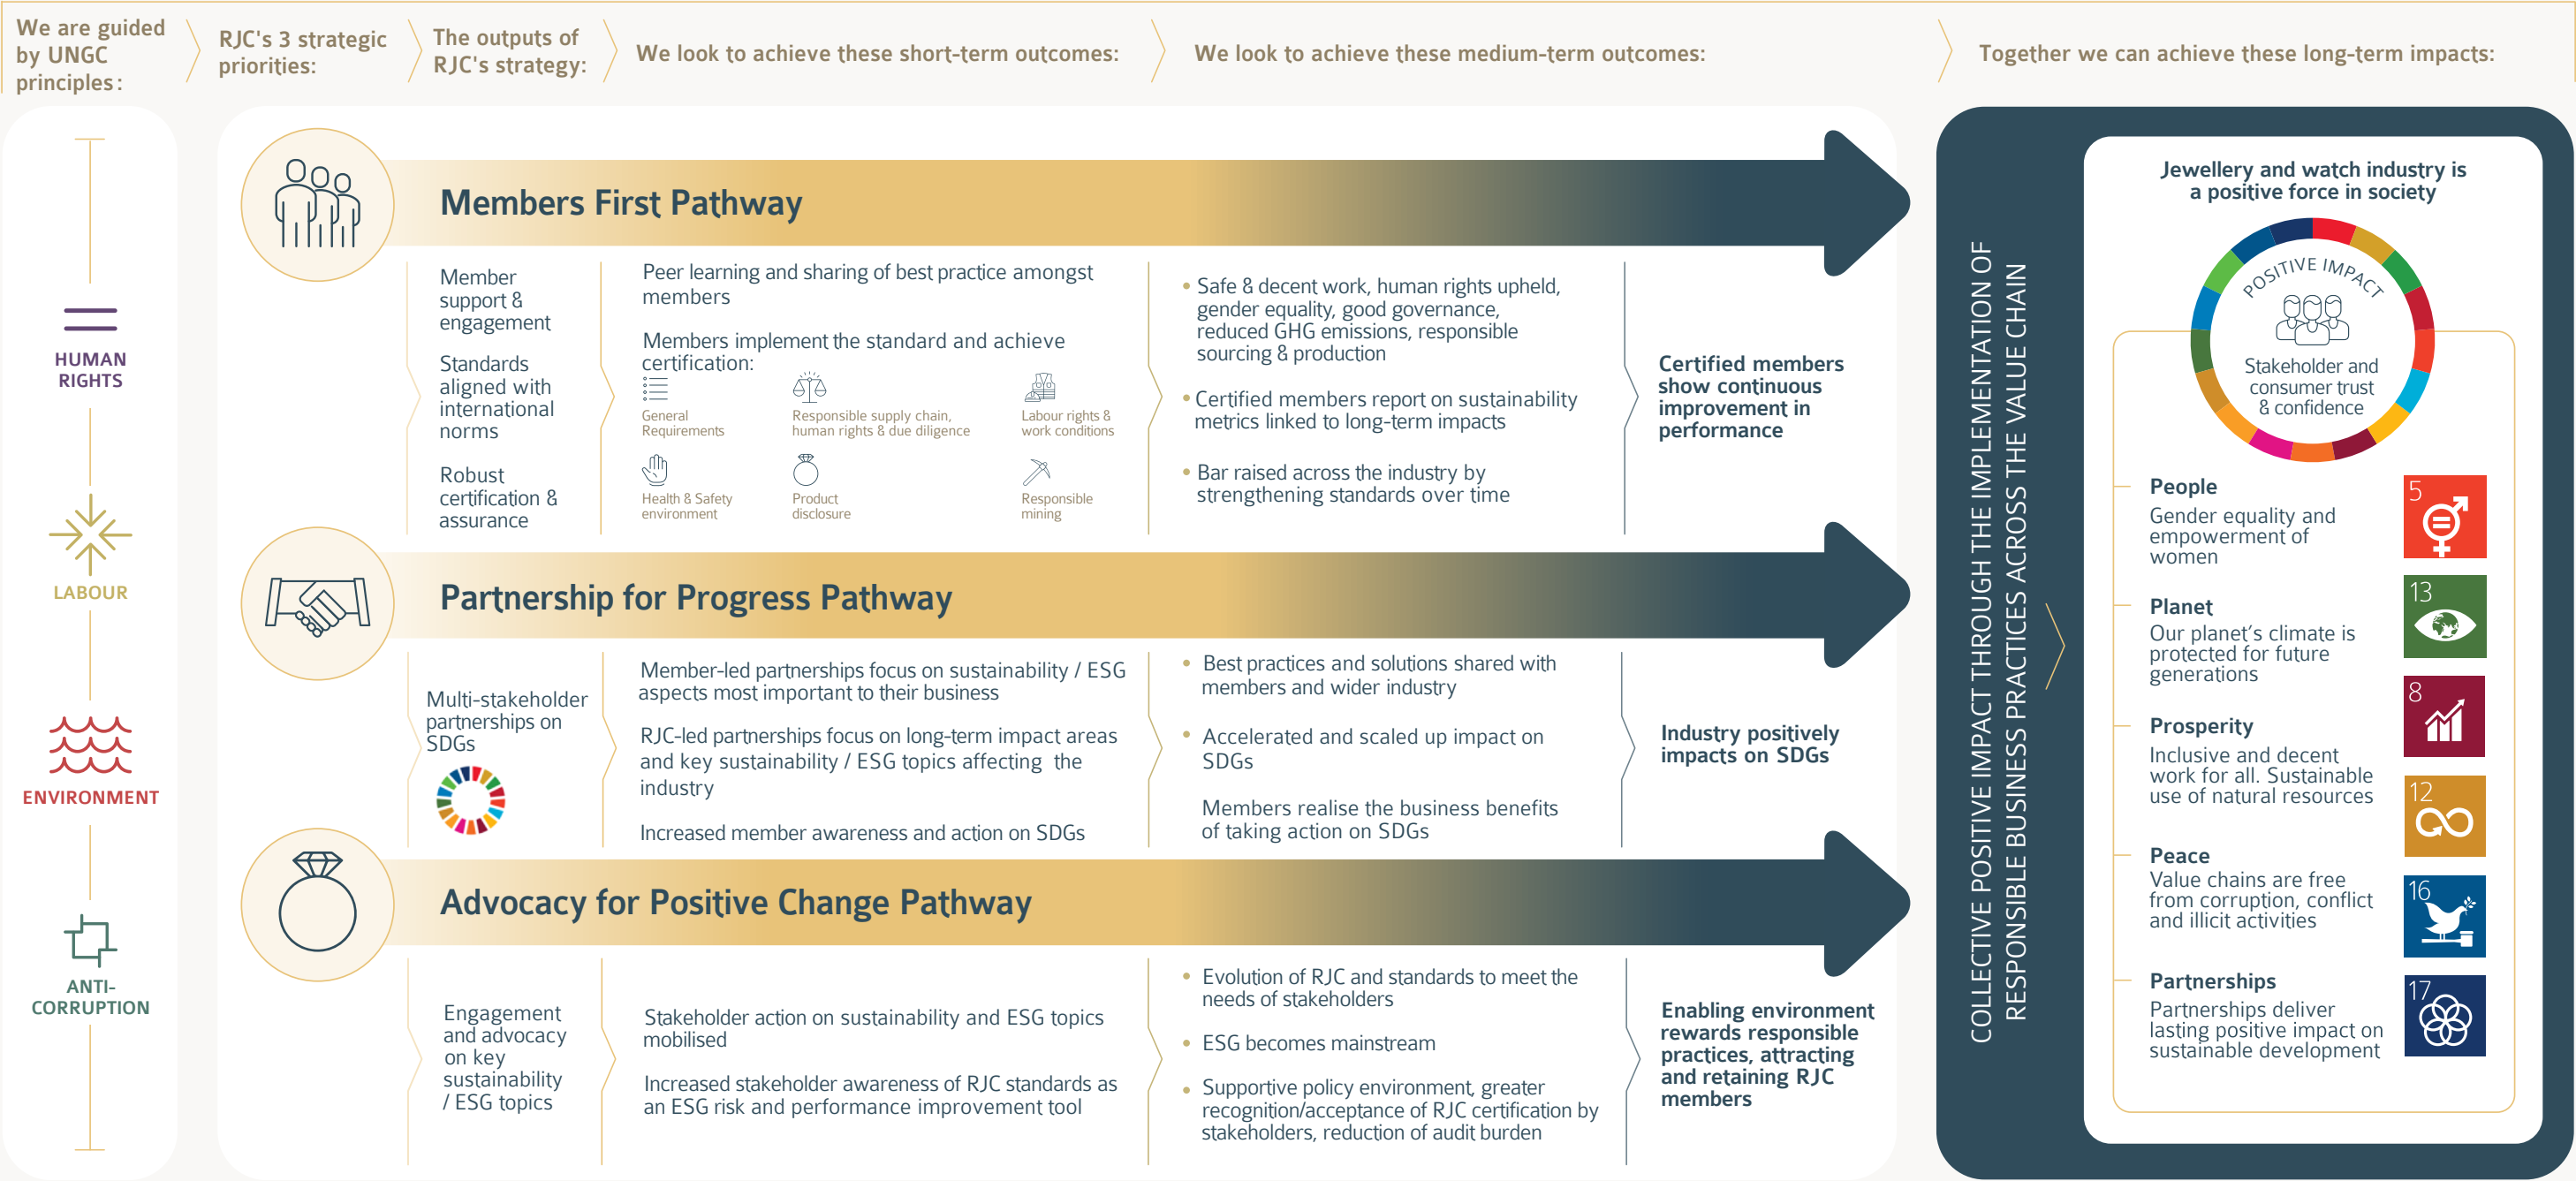 We are guided
by UNGC
principles:
RJC's 3 strategic
priorities:
The outputs of
RJC's strategy:
We look to achieve these short-term outcomes:
We look to achieve these medium-term outcomes:
Together we can achieve these long-term impacts:
HUMAN
RIGHTS
LABOUR
ENVIRONMENT
ANTI-
CORRUPTION
Members First Pathway
Member
support &
engagement
Standards
aligned with
international
norms
Robust
certification &
assurance
Peer learning and sharing of best practice amongst
members
Members implement the standard and achieve
certification:
General
Requirements
Responsible supply chain,
human rights & due diligence
Labour rights &
work conditions
Health & Safety
environment
Product
disclosure
Responsible
mining
• Safe & decent work, human rights upheld,
gender equality, good governance,
reduced GHG emissions, responsible
sourcing & production
• Certified members report on sustainability
metrics linked to long-term impacts
• Bar raised across the industry by
strengthening standards over time
Certified members
show continuous
improvement in
performance
Partnership for Progress Pathway
Multi-stakeholder
partnerships on
SDGs
Member-led partnerships focus on sustainability / ESG
aspects most important to their business
RJC-led partnerships focus on long-term impact areas
and key sustainability / ESG topics affecting the
industry
Increased member awareness and action on SDGs
• Best practices and solutions shared with
members and wider industry
• Accelerated and scaled up impact on
SDGs
Members realise the business benefits
of taking action on SDGs
Industry positively
impacts on SDGs
Advocacy for Positive Change Pathway
Engagement
and advocacy
on key
sustainability
/ ESG topics
Stakeholder action on sustainability and ESG topics
mobilised
Increased stakeholder awareness of RJC standards as
an ESG risk and performance improvement tool
• Evolution of RJC and standards to meet the
needs of stakeholders
• ESG becomes mainstream
• Supportive policy environment, greater
recognition/acceptance of RJC certification by
stakeholders, reduction of audit burden
Enabling environment
rewards responsible
practices, attracting
and retaining RJC
members
COLLECTIVE POSITIVE IMPACT THROUGH THE IMPLEMENTATION OF
RESPONSIBLE BUSINESS PRACTICES ACROSS THE VALUE CHAIN
Jewellery and watch industry is
a positive force in society
POSITIVE IMPACT
Stakeholder and
consumer trust
& confidence
People
Gender equality and
empowerment of
women
5
Planet
Our planet's climate is
protected for future
generations
13
Prosperity
Inclusive and decent
work for all. Sustainable
use of natural resources
8
12
Peace
Value chains are free
from corruption, conflict
and illicit activities
16
Partnerships
Partnerships deliver
lasting positive impact on
sustainable development
17